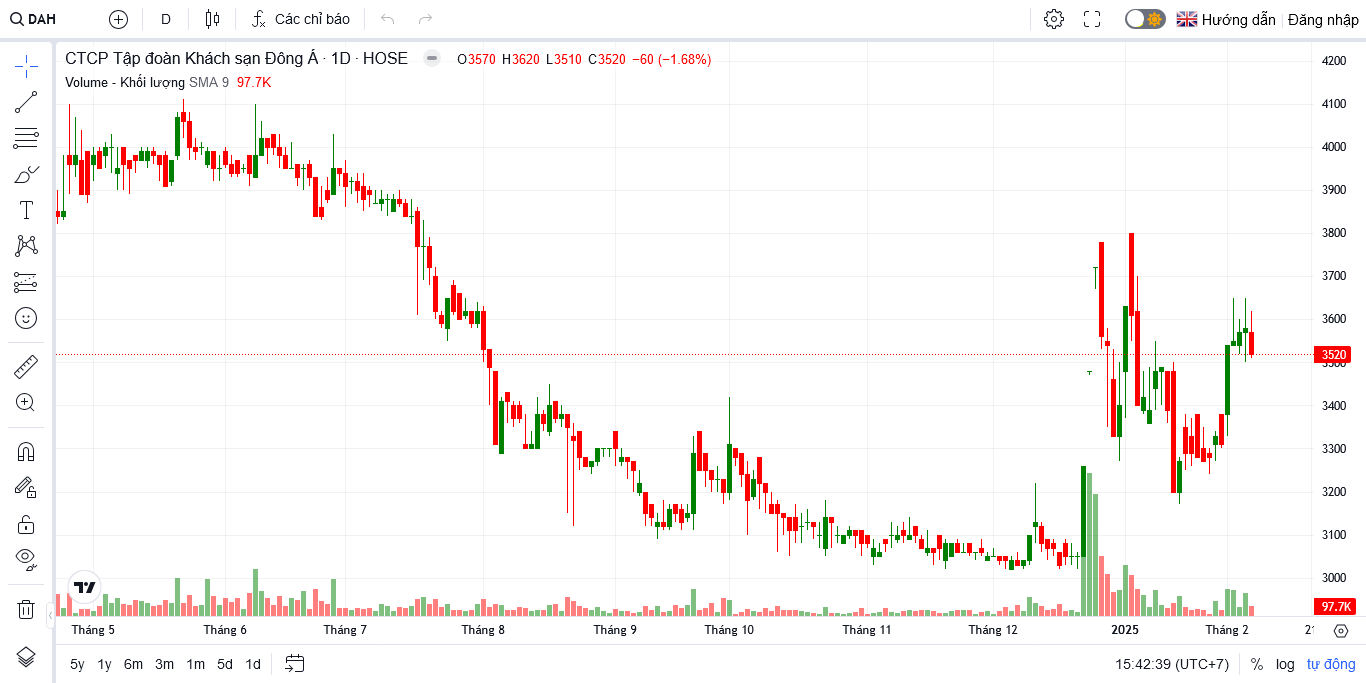 DAH D Các chỉ báo Hướng dẫn Đăng nhập
CTCP Tập đoàn Khách sạn Đông Á · 1D · HOSE O3570 H3620 L3510 C3520 −60 (−1.68%)
Volume - Khối lượng SMA 9 97.7K
4200
4100
4000
3900
3800
3700
3600
3520
3500
3400
3300
3200
3100
3000
97.7K
Tháng 5 Tháng 6 Tháng 7 Tháng 8 Tháng 9 Tháng 10 Tháng 11 Tháng 12 2025 Tháng 2 21
5y 1y 6m 3m 1m 5d 1d 15:42:39 (UTC+7) % log tự động